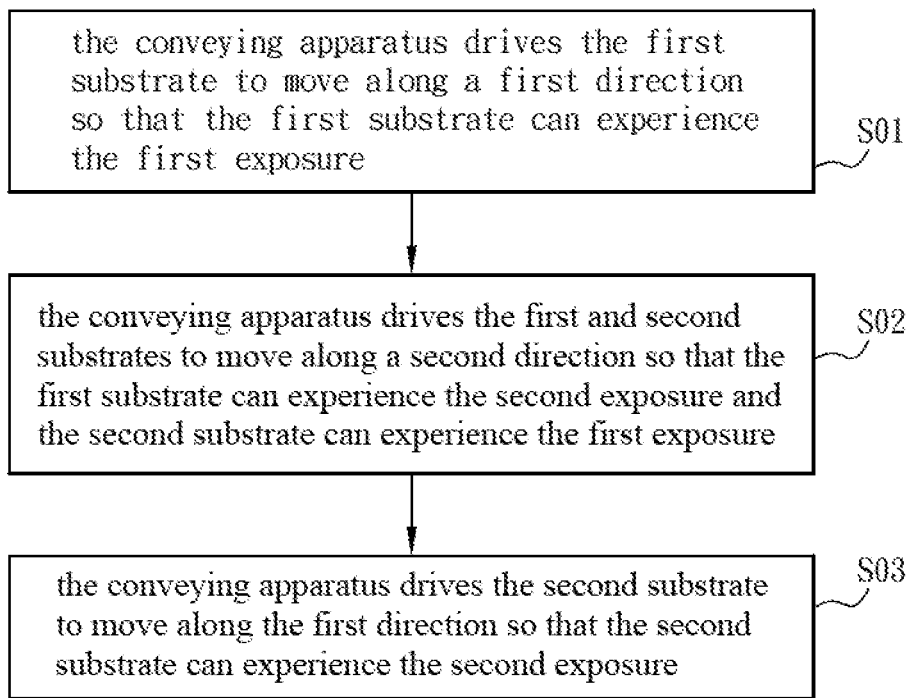 the conveying apparatus drives the first
substrate to move along a first direction
so that the first substrate can experience
the first exposure
S01
the conveying apparatus drives the first and second
substrates to move along a second direction so that the
first substrate can experience the second exposure and
the second substrate can experience the first exposure
S02
the conveying apparatus drives the second substrate
to move along the first direction so that the second
substrate can experience the second exposure
S03